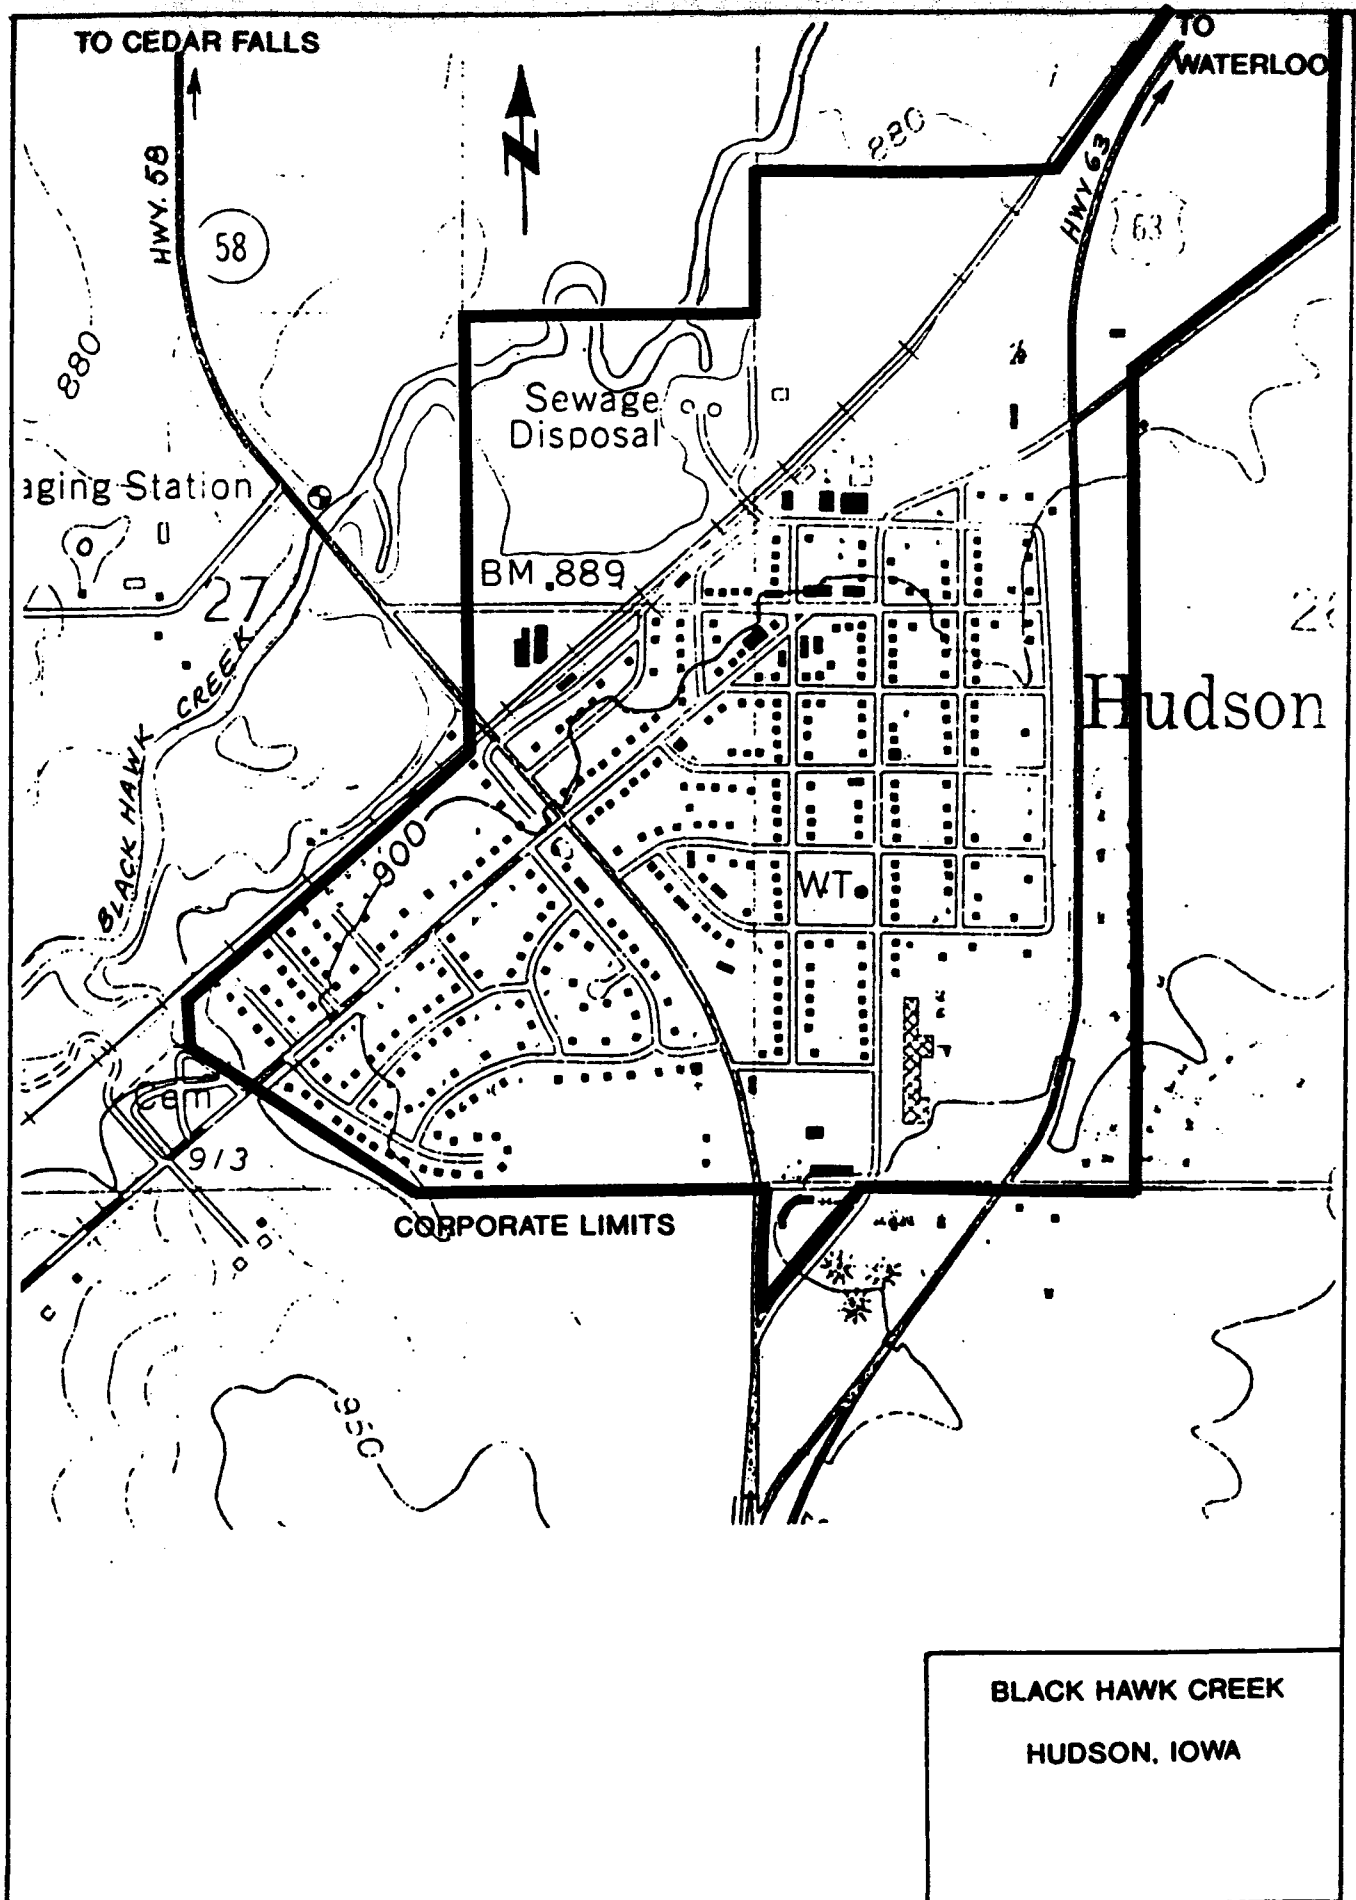 TO CEDAR FALLS
TO
WATERLOO
HWY. 58
58
N
880
HWY 63
63
880
Sewage
Disposal
aging Station
BM 889
27
Hudson
BLACK HAWK CREEK
900
WT
Cem
913
CORPORATE LIMITS
950
BLACK HAWK CREEK
HUDSON, IOWA